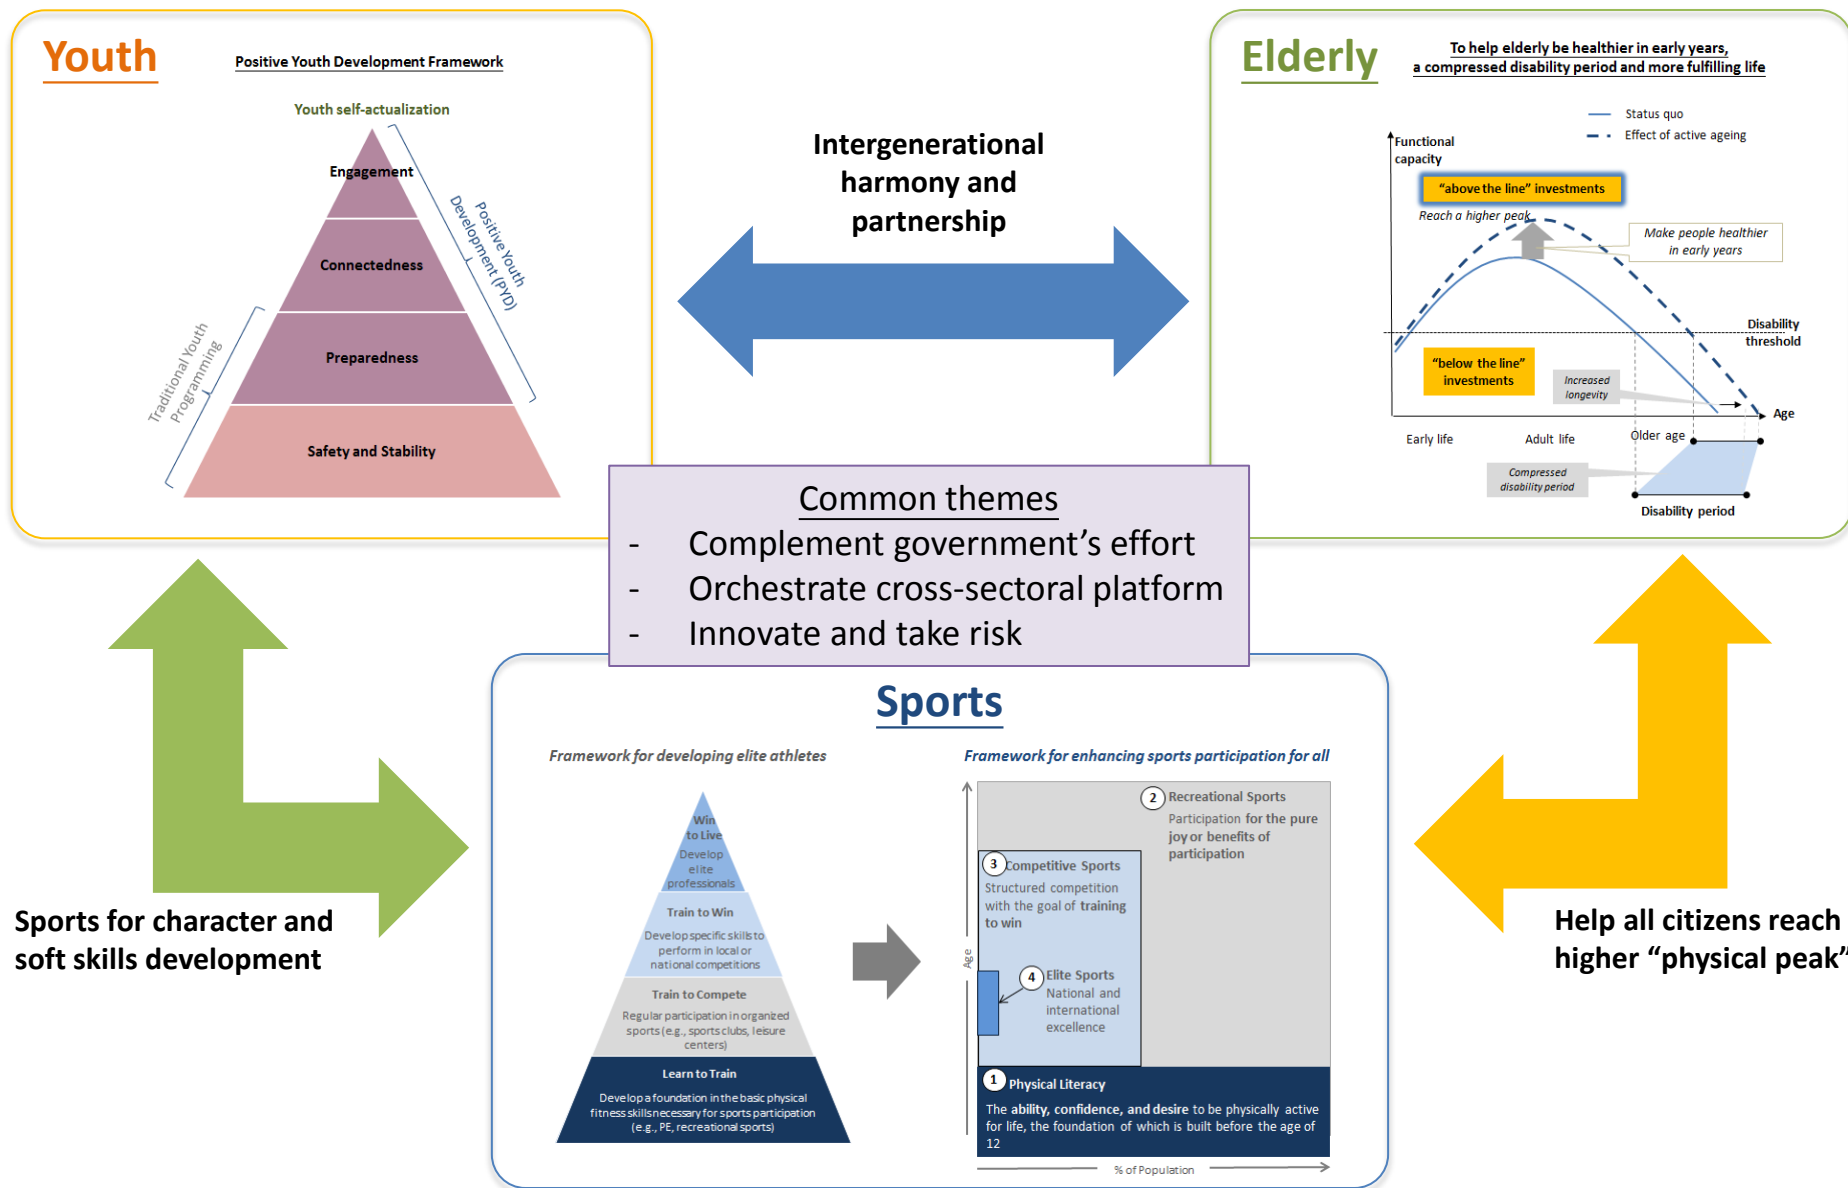 Youth
Positive Youth Development Framework
Youth self-actualization
Engagement
Connectedness
Preparedness
Safety and Stability
Positive Youth
Development (PYD)
Traditional Youth
Programming
Intergenerational
harmony and
partnership
Elderly
To help elderly be healthier in early years,
a compressed disability period and more fulfilling life
Status quo
Effect of active ageing
Functional
capacity
"above the line" investments
Reach a higher peak
Make people healthier
in early years
Disability
threshold
"below the line"
investments
Increased
longevity
Age
Early life
Adult life
Older age
Compressed
disability period
Disability period
Common themes
- Complement government's effort
- Orchestrate cross-sectoral platform
- Innovate and take risk
Sports for character and
soft skills development
Help all citizens reach
higher “physical peak”
Sports
Framework for developing elite athletes
Win
to Live
Develop
elite
professionals
Train to Win
Develop specific skills to
perform in local or
national competitions
Train to Compete
Regular participation in organized
sports (e.g., sports clubs, leisure
centers)
Learn to Train
Develop a foundation in the basic physical
fitness skills necessary for sports participation
(e.g., PE, recreational sports)
Framework for enhancing sports participation for all
Age
2 Recreational Sports
Participation for the pure
joy or benefits of
participation
3 Competitive Sports
Structured competition
with the goal of training
to win
4 Elite Sports
National and
international
excellence
1 Physical Literacy
The ability, confidence, and desire to be physically active
for life, the foundation of which is built before the age of
12
% of Population